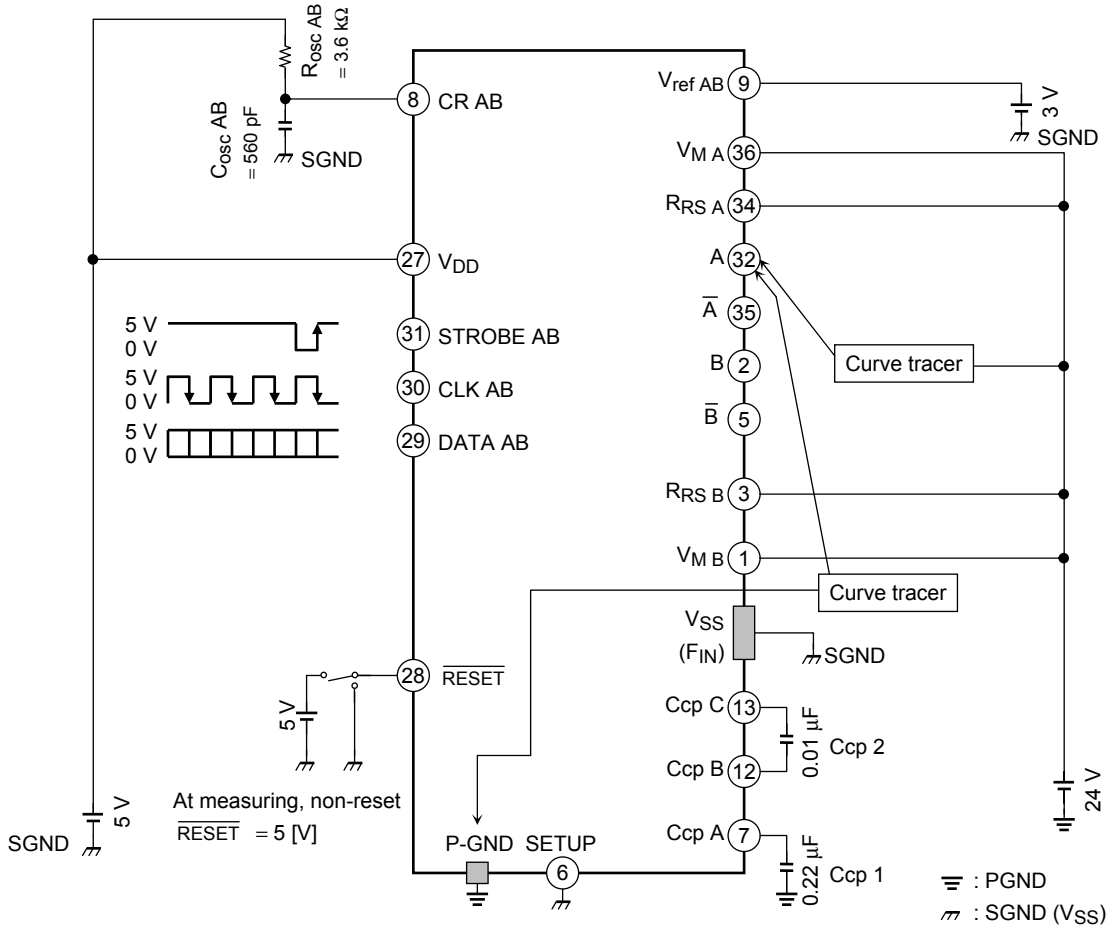 Rosc AB
= 3.6 kΩ
Cosc AB
= 560 pF
SGND
8 CR AB
27 VDD
5 V
0 V
31 STROBE AB
5 V
0 V
30 CLK AB
5 V
0 V
29 DATA AB
28 RESET
5 V
At measuring, non-reset
RESET = 5 [V]
5 V
SGND
P-GND
SETUP
6
Vref AB 9
3 V
SGND
VM A 36
RRS A 34
A 32
A 35
B 2
B 5
Curve tracer
RRS B 3
VM B 1
Curve tracer
VSS
(FIN)
SGND
Ccp C 13
0.01 µF
Ccp 2
Ccp B 12
Ccp A 7
0.22 µF
Ccp 1
24 V
: PGND
: SGND (VSS)